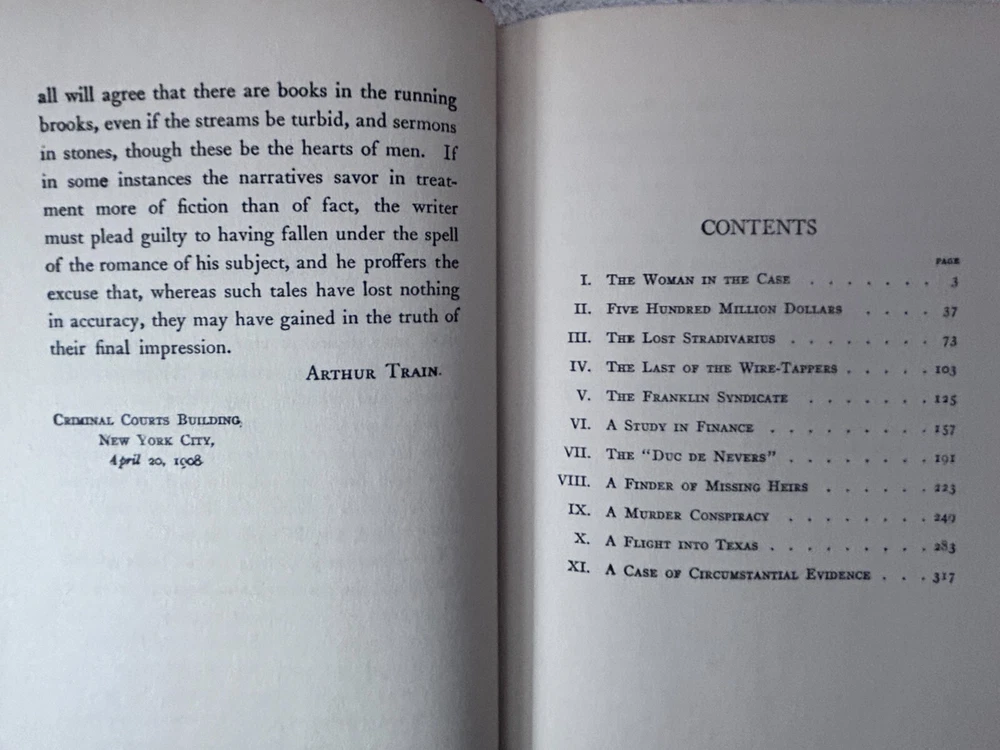 all will agree that there are books in the running
brooks, even if the streams be turbid, and sermons
in stones, though these be the hearts of men. If
in some instances the narratives savor in treat-
ment more of fiction than of fact, the writer
must plead guilty to having fallen under the spell
of the romance of his subject, and he proffers the
excuse that, whereas such tales have lost nothing
in accuracy, they may have gained in the truth of
their final impression.
Arthur Train.
Criminal Courts Building,
New York City,
April 20, 1908
CONTENTS
PAGE
I. The Woman in the Case . . . . . . . 3
II. Five Hundred Million Dollars . . . . 37
III. The Lost Stradivarius . . . . . . . 73
IV. The Last of the Wire-Tappers . . . . . 103
V. The Franklin Syndicate . . . . . . . 125
VI. A Study in Finance . . . . . . . . 157
VII. The "Duc de Nevers" . . . . . . . 191
VIII. A Finder of Missing Heirs . . . . . . 223
IX. A Murder Conspiracy . . . . . . . 249
X. A Flight into Texas . . . . . . . . 283
XI. A Case of Circumstantial Evidence . . . 317